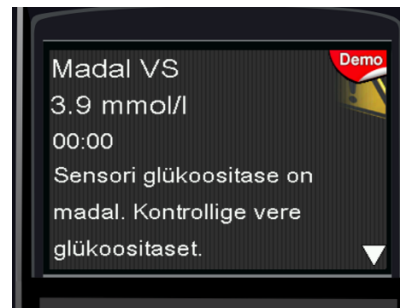 Madal VS
Demo
3.9 mmol/l
00:00
Sensori glükoositase on
madal. Kontrollige vere
glükoositaset.